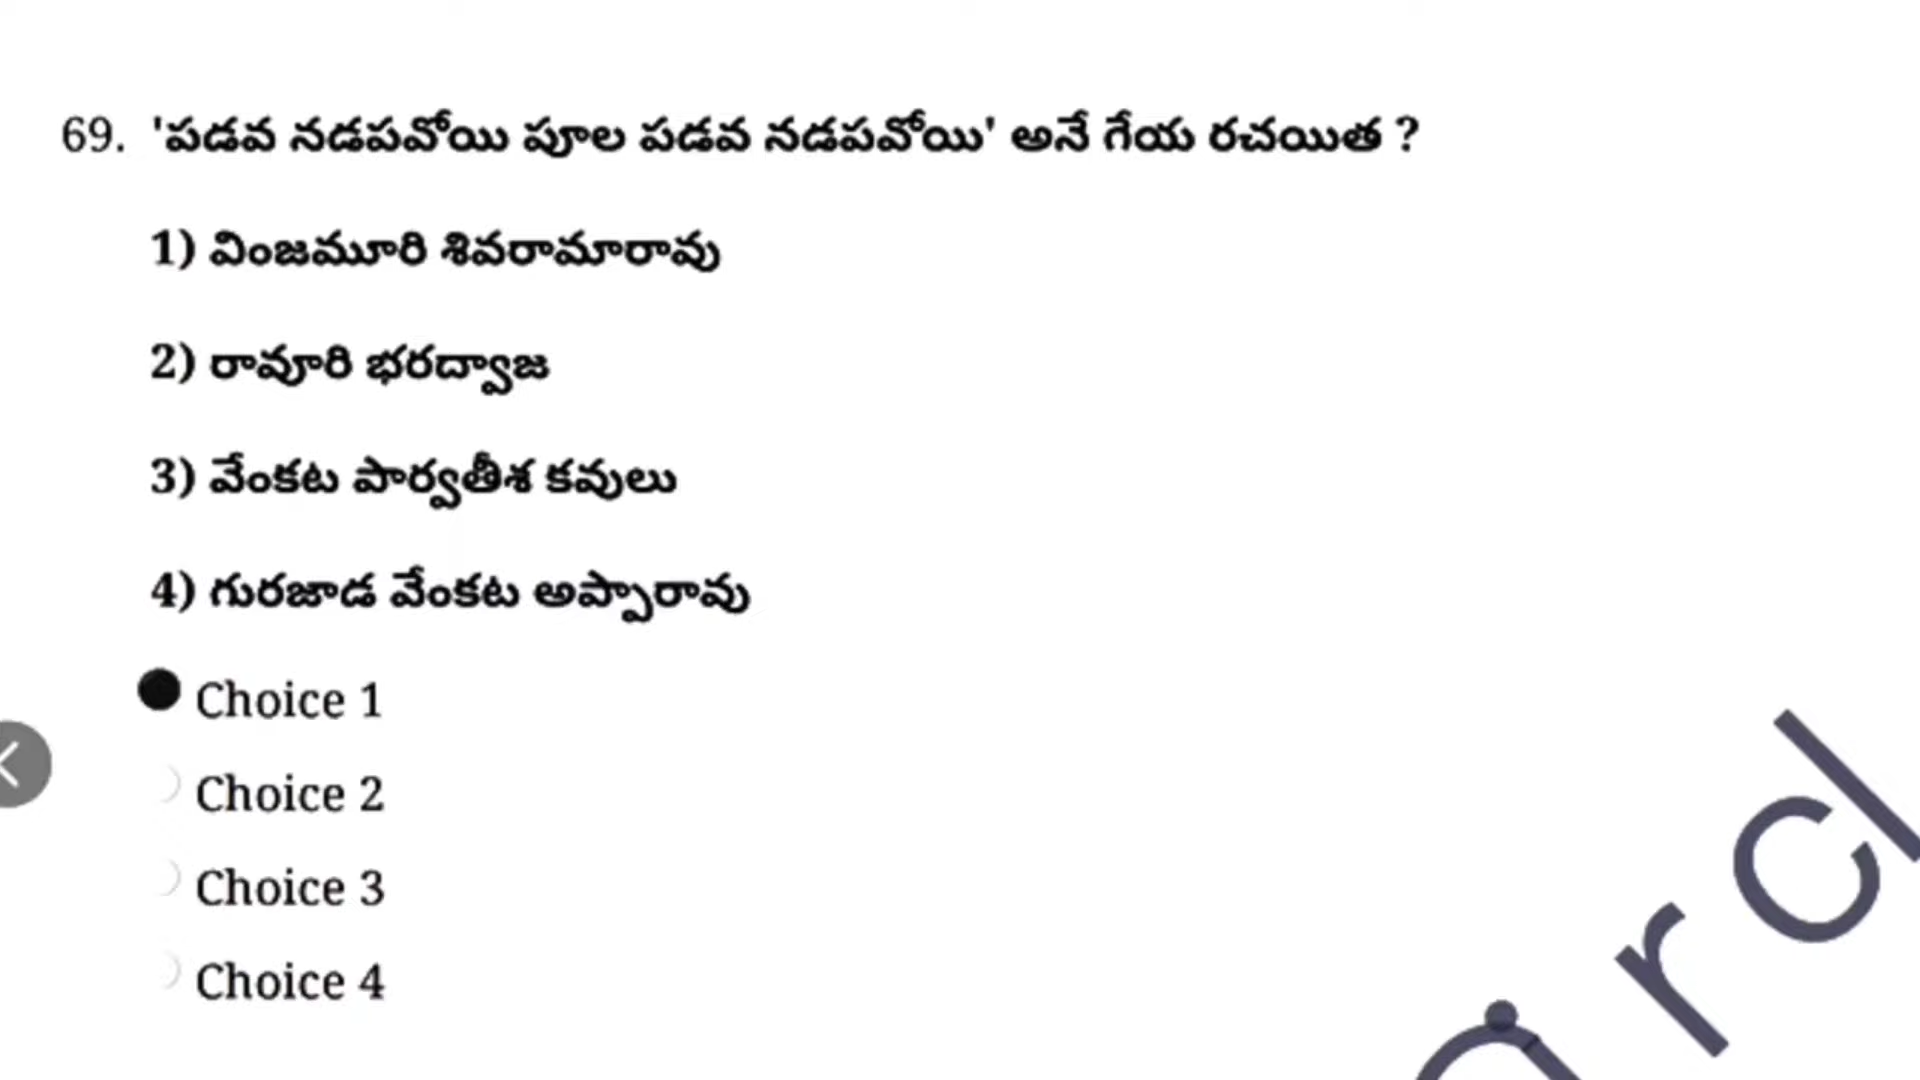 69. 'పడవ నడపవోయి పూల పడవ నడపవోయి' అనే గేయ రచయిత ?
1) వింజమూరి శివరామారావు
2) రావూరి భరద్వాజ
3) వేంకట పార్వతీశ కవులు
4) గురజాడ వేంకట అప్పారావు
Choice 1
Choice 2
Choice 3
Choice 4